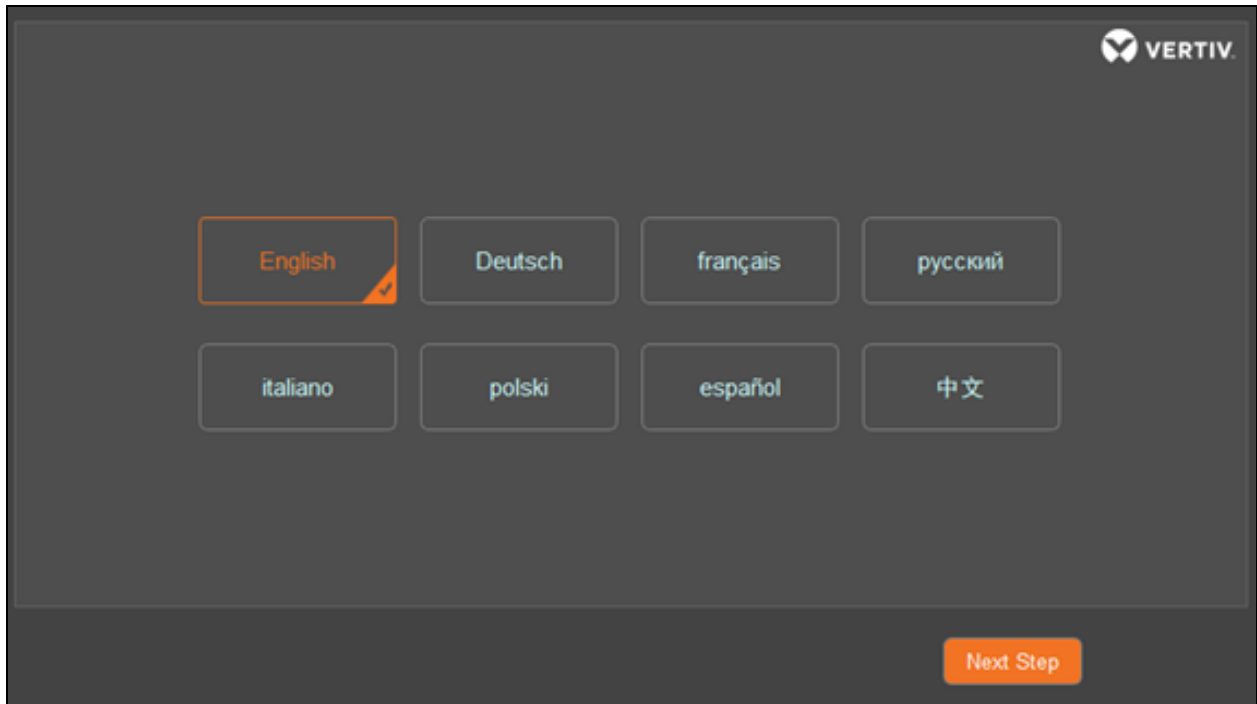 VERTIV.
English
Deutsch
français
русский
italiano
polski
español
中文
Next Step